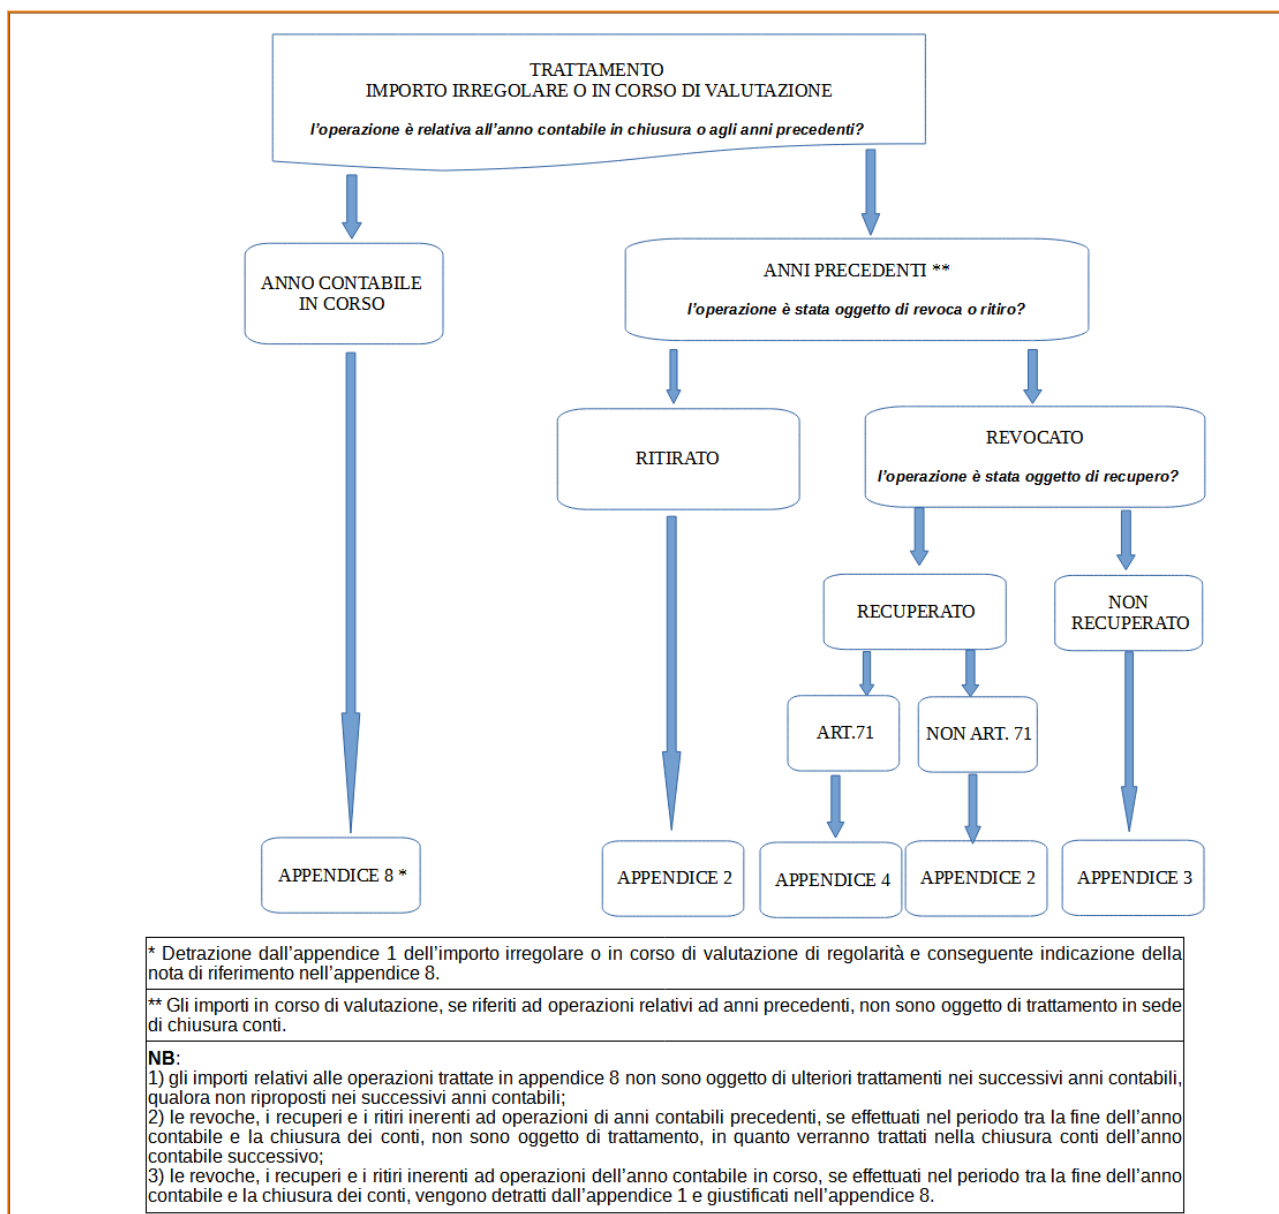 TRATTAMENTO
IMPORTO IRREGOLARE O IN CORSO DI VALUTAZIONE
l'operazione è relativa all'anno contabile in chiusura o agli anni precedenti?
ANNO CONTABILE
IN CORSO
ANNI PRECEDENTI **
l'operazione è stata oggetto di revoca o ritiro?
RITIRATO
REVOCATO
l'operazione è stata oggetto di recupero?
RECUPERATO
NON
RECUPERATO
ART.71
NON ART. 71
APPENDICE 8 *
APPENDICE 2
APPENDICE 4
APPENDICE 2
APPENDICE 3
* Detrazione dall'appendice 1 dell'importo irregolare o in corso di valutazione di regolarità e conseguente indicazione della
nota di riferimento nell'appendice 8.
** Gli importi in corso di valutazione, se riferiti ad operazioni relativi ad anni precedenti, non sono oggetto di trattamento in sede
di chiusura conti.
NB:
1) gli importi relativi alle operazioni trattate in appendice 8 non sono oggetto di ulteriori trattamenti nei successivi anni contabili,
qualora non riproposti nei successivi anni contabili;
2) le revoche, i recuperi e i ritiri inerenti ad operazioni di anni contabili precedenti, se effettuati nel periodo tra la fine dell'anno
contabile e la chiusura dei conti, non sono oggetto di trattamento, in quanto verranno trattati nella chiusura conti dell'anno
contabile successivo;
3) le revoche, i recuperi e i ritiri inerenti ad operazioni dell'anno contabile in corso, se effettuati nel periodo tra la fine dell'anno
contabile e la chiusura dei conti, vengono detratti dall'appendice 1 e giustificati nell'appendice 8.